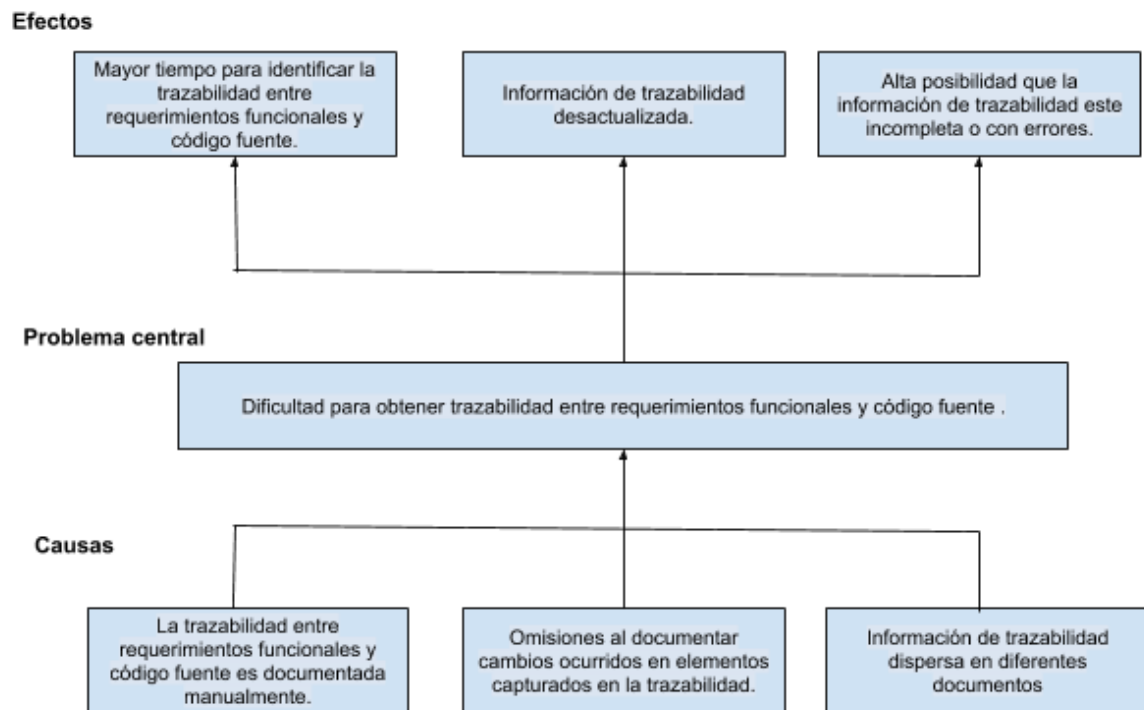 Efectos
Mayor tiempo para identificar la
trazabilidad entre
requerimientos funcionales y
código fuente.
Información de trazabilidad
desactualizada.
Alta posibilidad que la
información de trazabilidad este
incompleta o con errores.
Problema central
Dificultad para obtener trazabilidad entre requerimientos funcionales y código fuente .
Causas
La trazabilidad entre
requerimientos funcionales y
código fuente es documentada
manualmente.
Omisiones al documentar
cambios ocurridos en elementos
capturados en la trazabilidad.
Información de trazabilidad
dispersa en diferentes
documentos